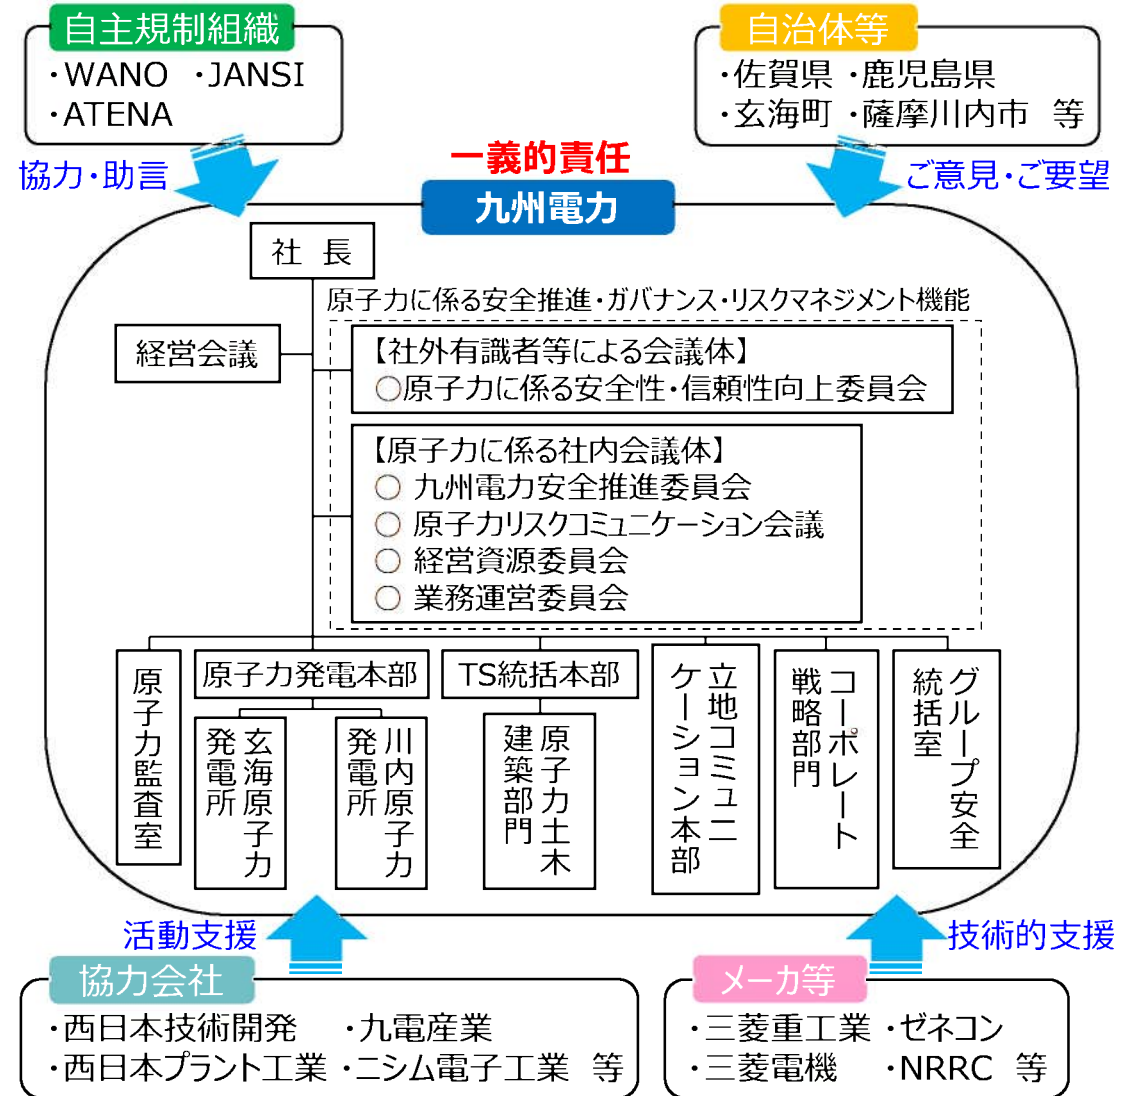 自主規制組織
・WANO ・JANSI
・ATENA
協力・助言
自治体等
・佐賀県 ・鹿児島県
・玄海町 ・薩摩川内市 等
ご意見・ご要望
一義的責任
九州電力
社 長
経営会議
原子力に係る安全推進・ガバナンス・リスクマネジメント機能
【社外有識者等による会議体】
○原子力に係る安全性・信頼性向上委員会
【原子力に係る社内会議体】
○ 九州電力安全推進委員会
○ 原子力リスクコミュニケーション会議
○ 経営資源委員会
○ 業務運営委員会
原子力監査室
原子力発電本部
玄海原子力
発電所
川内原子力
発電所
TS統括本部
原子力土木
建築部門
立地コミュニ
ケーション本部
コーポレート
戦略部門
グループ安全
統括室
活動支援
協力会社
・西日本技術開発 ・九電産業
・西日本プラント工業 ・ニシム電子工業 等
技術的支援
メーカ等
・三菱重工業 ・ゼネコン
・三菱電機 ・NRRC 等